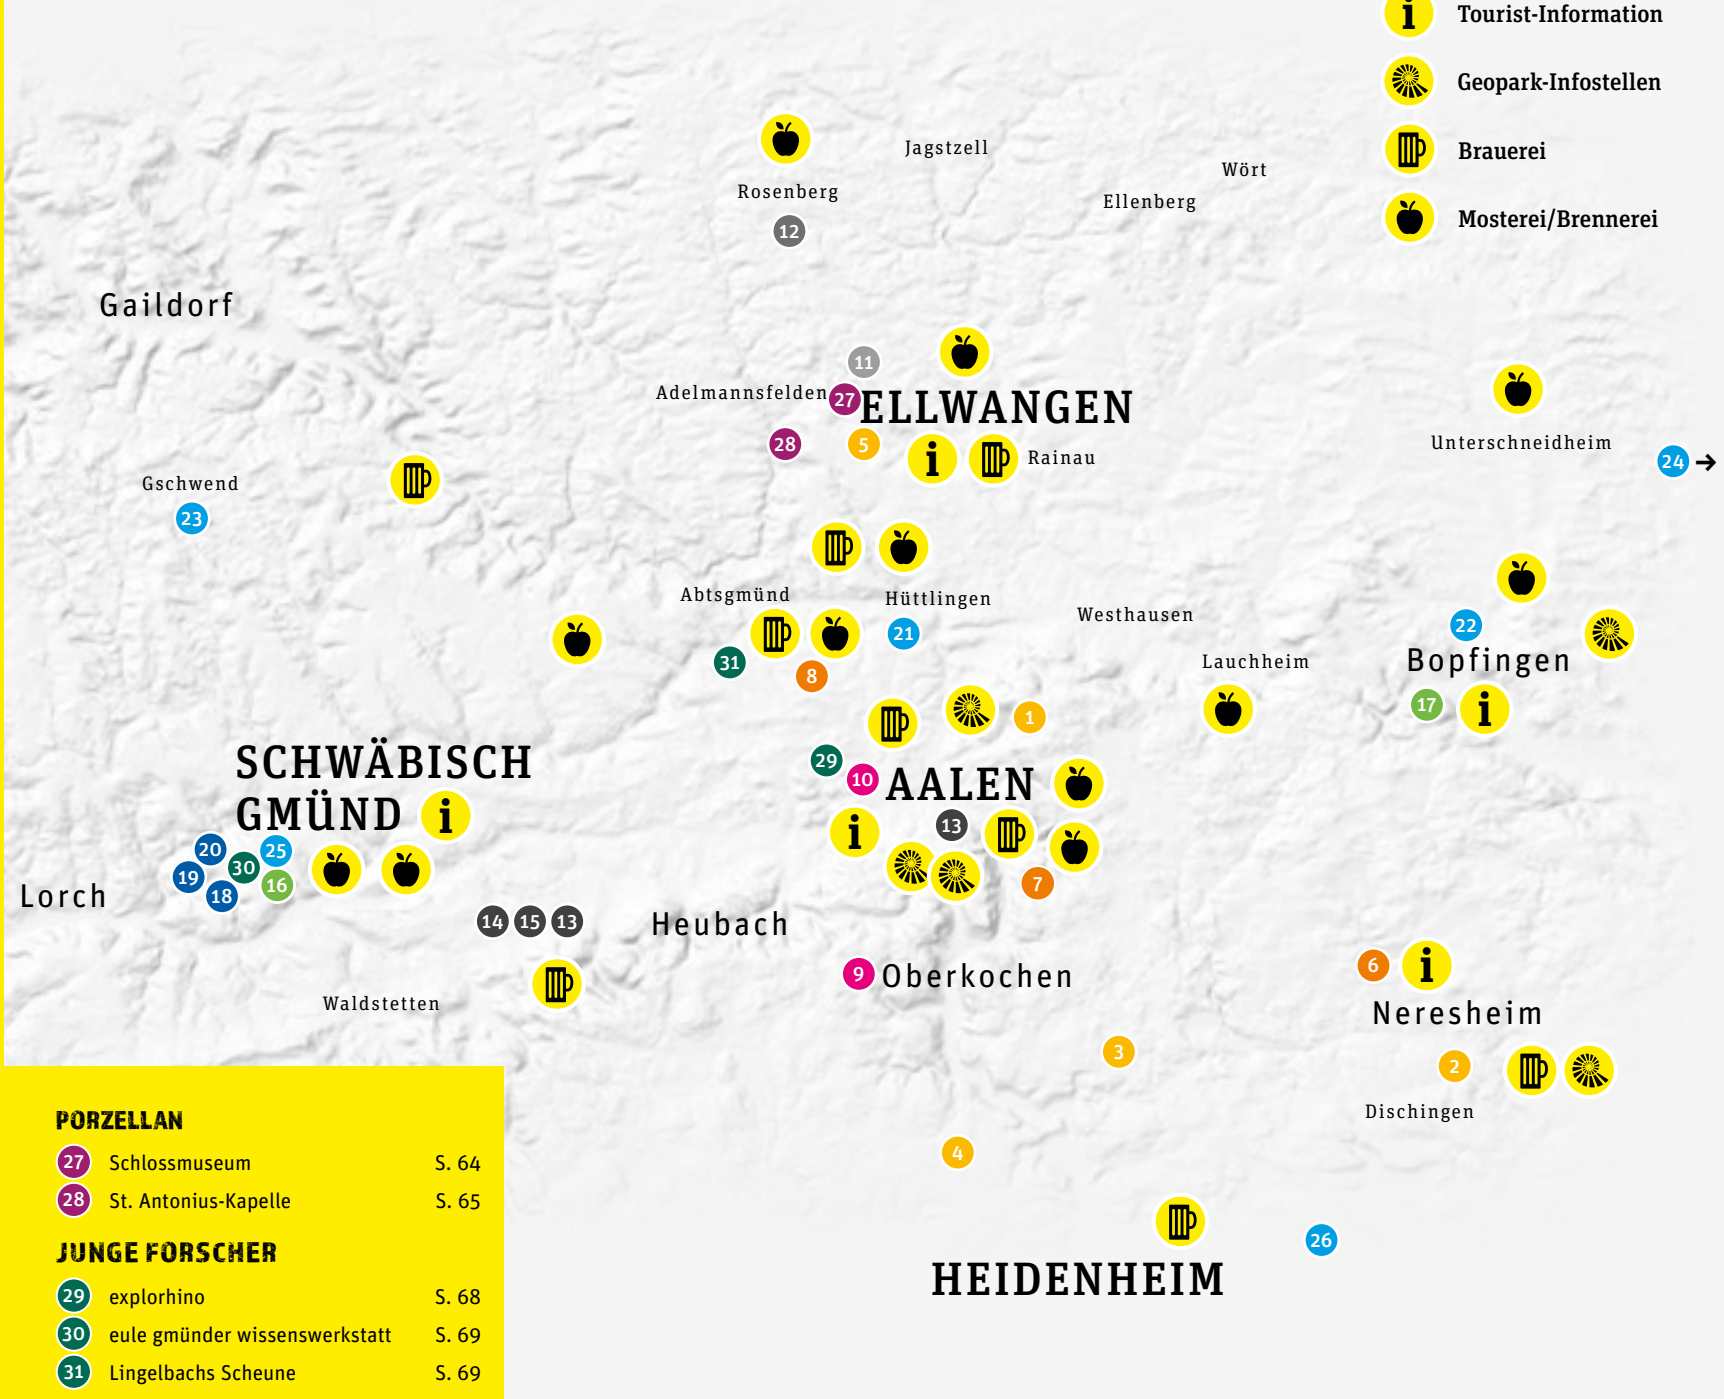 i Tourist-Information
Geopark-Infostellen
Brauerei
Mosterei/Brennerei
Jagstzell
Wört
Rosenberg
Ellenberg
12
Gaildorf
11
Adelmannsfelden
27
ELLWANGEN
28
5
i
Rainau
Unterschneidheim
24 →
Gschwend
23
Abtsgmünd
Hüttlingen
Westhausen
21
22
31
8
Lauchheim
Bopfingen
17
i
1
SCHWÄBISCH
GMÜND
i
29
10
AALEN
i
13
20
25
30
19
16
18
7
Lorch
14 15 13
Heubach
9
Oberkochen
6
i
Neresheim
Waldstetten
3
2
Dischingen
4
26
HEIDENHEIM
PORZELLAN
27 Schlossmuseum S. 64
28 St. Antonius-Kapelle S. 65
JUNGE FORSCHER
29 explorhino S. 68
30 eule gmünder wissenswerkstatt S. 69
31 Lingelbachs Scheune S. 69